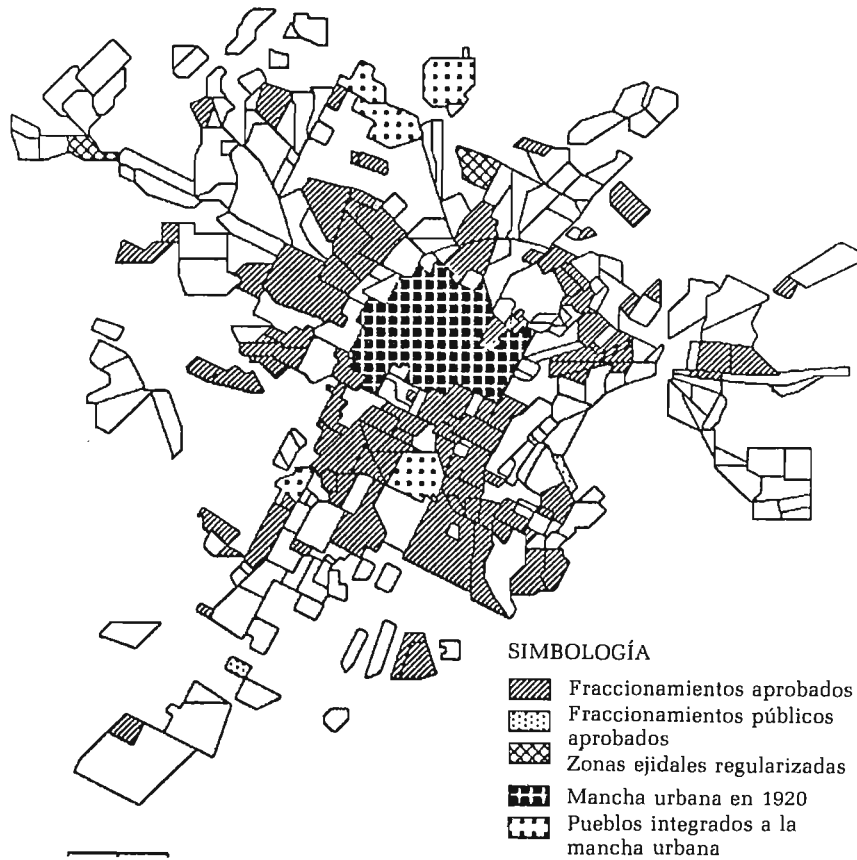 SIMBOLOGÍA
Fraccionamientos aprobados
Fraccionamientos públicos
aprobados
Zonas ejidales regularizadas
Mancha urbana en 1920
Pueblos integrados a la
mancha urbana